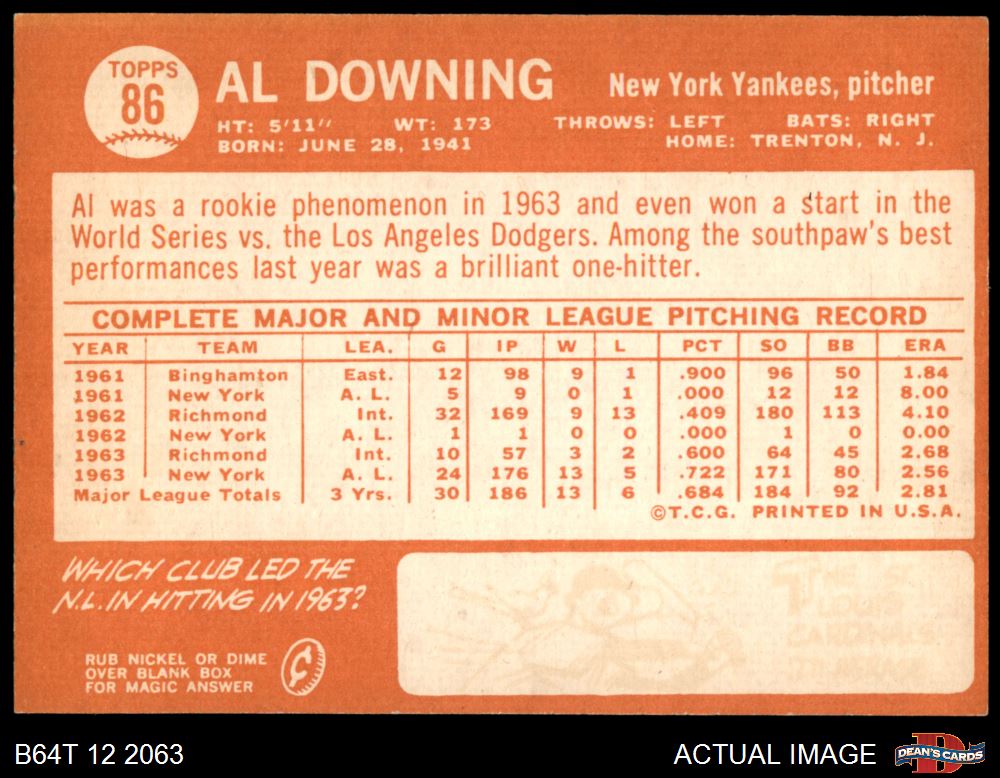 TOPPS
86
AL DOWNING
New York Yankees, pitcher
HT: 5'11" WT: 173 THROWS: LEFT BATS: RIGHT
BORN: JUNE 28, 1941 HOME: TRENTON, N. J.
Al was a rookie phenomenon in 1963 and even won a start in the
World Series vs. the Los Angeles Dodgers. Among the southpaw's best
performances last year was a brilliant one-hitter.
COMPLETE MAJOR AND MINOR LEAGUE PITCHING RECORD
YEAR TEAM LEA. G IP W L PCT SO BB ERA
1961 Binghamton East. 12 98 9 1 .900 96 50 1.84
1961 New York A. L. 5 9 0 1 .000 12 12 8.00
1962 Richmond Int. 32 169 9 13 .409 180 113 4.10
1962 New York A. L. 1 1 0 0 .000 1 0 0.00
1963 Richmond Int. 10 57 3 2 .600 64 45 2.68
1963 New York A. L. 24 176 13 5 .722 171 80 2.56
Major League Totals 3 Yrs. 30 186 13 6 .684 184 92 2.81
©T.C.G. PRINTED IN U.S.A.
WHICH CLUB LED THE
N.L. IN HITTING IN 1963?
RUB NICKEL OR DIME
OVER BLANK BOX
FOR MAGIC ANSWER
THE ST.
LOUIS
CARDINALS
B64T 12 2063
ACTUAL IMAGE
DEAN'S CARDS